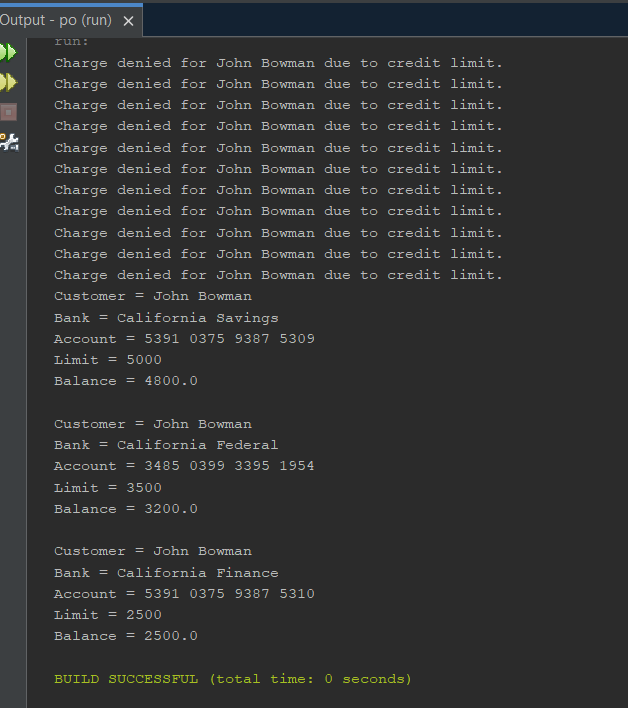 Output - po (run) ×
run:
Charge denied for John Bowman due to credit limit.
Charge denied for John Bowman due to credit limit.
Charge denied for John Bowman due to credit limit.
Charge denied for John Bowman due to credit limit.
Charge denied for John Bowman due to credit limit.
Charge denied for John Bowman due to credit limit.
Charge denied for John Bowman due to credit limit.
Charge denied for John Bowman due to credit limit.
Charge denied for John Bowman due to credit limit.
Charge denied for John Bowman due to credit limit.
Charge denied for John Bowman due to credit limit.
Customer = John Bowman
Bank = California Savings
Account = 5391 0375 9387 5309
Limit = 5000
Balance = 4800.0
Customer = John Bowman
Bank = California Federal
Account = 3485 0399 3395 1954
Limit = 3500
Balance = 3200.0
Customer = John Bowman
Bank = California Finance
Account = 5391 0375 9387 5310
Limit = 2500
Balance = 2500.0
BUILD SUCCESSFUL (total time: 0 seconds)